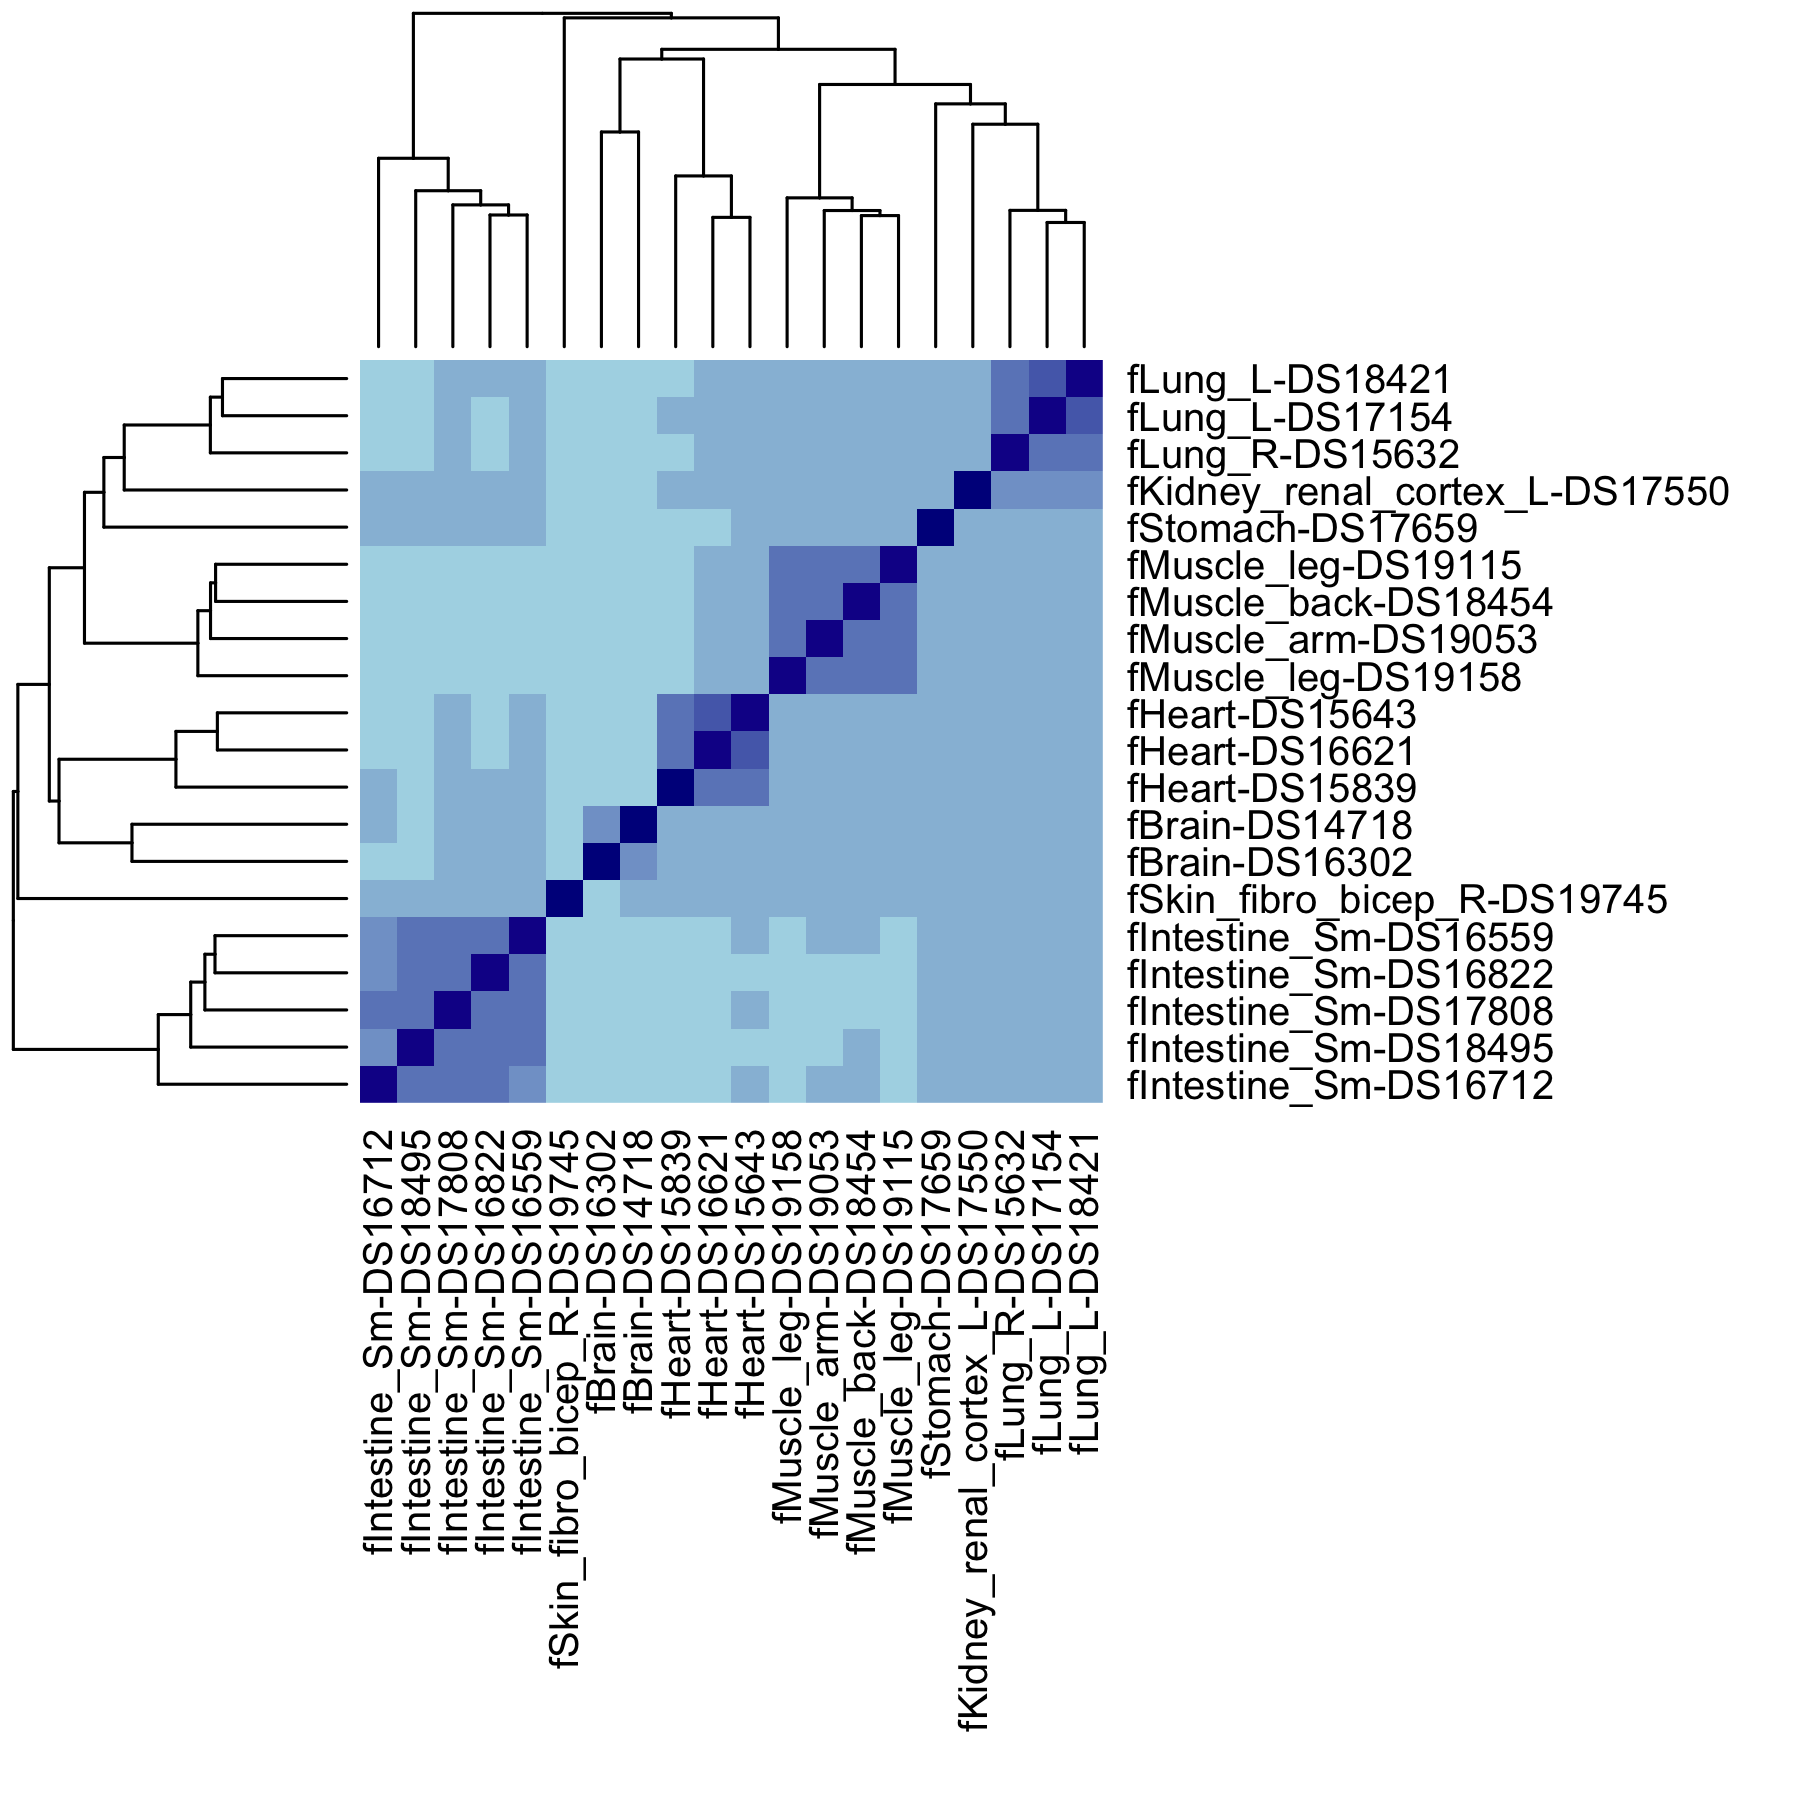 fLung_L-DS18421
fLung_L-DS17154
fLung_R-DS15632
fKidney_renal_cortex_L-DS17550
fStomach-DS17659
fMuscle_leg-DS19115
fMuscle_back-DS18454
fMuscle_arm-DS19053
fMuscle_leg-DS19158
fHeart-DS15643
fHeart-DS16621
fHeart-DS15839
fBrain-DS14718
fBrain-DS16302
fSkin_fibro_bicep_R-DS19745
fIntestine_Sm-DS16559
fIntestine_Sm-DS16822
fIntestine_Sm-DS17808
fIntestine_Sm-DS18495
fIntestine_Sm-DS16712
fIntestine_Sm-DS16712
fIntestine_Sm-DS18495
fIntestine_Sm-DS17808
fIntestine_Sm-DS16822
fIntestine_Sm-DS16559
fSkin_fibro_bicep_R-DS19745
fBrain-DS16302
fBrain-DS14718
fHeart-DS15839
fHeart-DS16621
fHeart-DS15643
fMuscle_leg-DS19158
fMuscle_arm-DS19053
fMuscle_back-DS18454
fMuscle_leg-DS19115
fStomach-DS17659
fKidney_renal_cortex_L-DS17550
fLung_R-DS15632
fLung_L-DS17154
fLung_L-DS18421